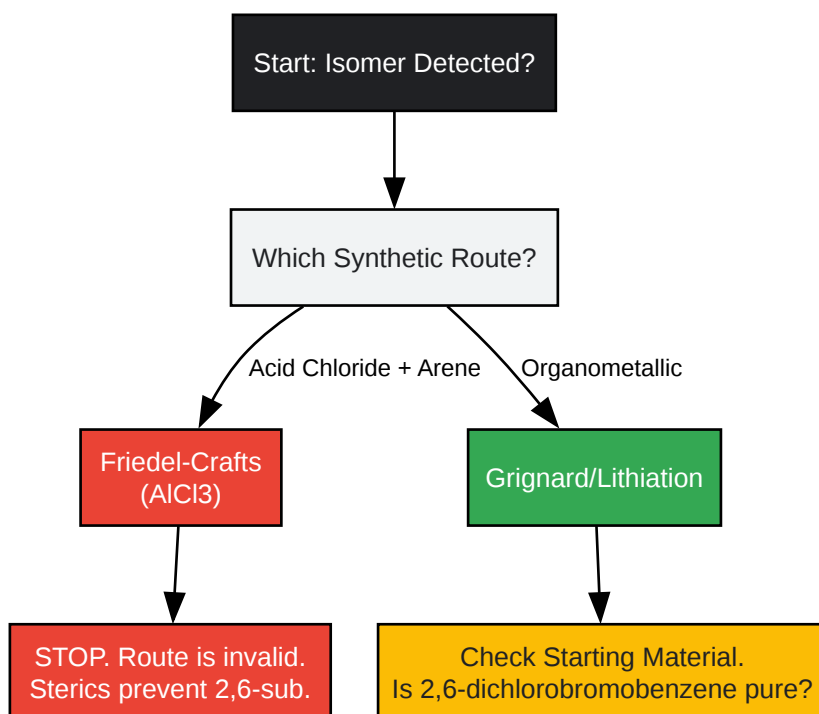 Start: Isomer Detected?
Which Synthetic Route?
Acid Chloride + Arene
Organometallic
Friedel-Crafts
(AlCl3)
Grignard/Lithiation
STOP. Route is invalid.
Sterics prevent 2,6-sub.
Check Starting Material.
Is 2,6-dichlorobromobenzene pure?